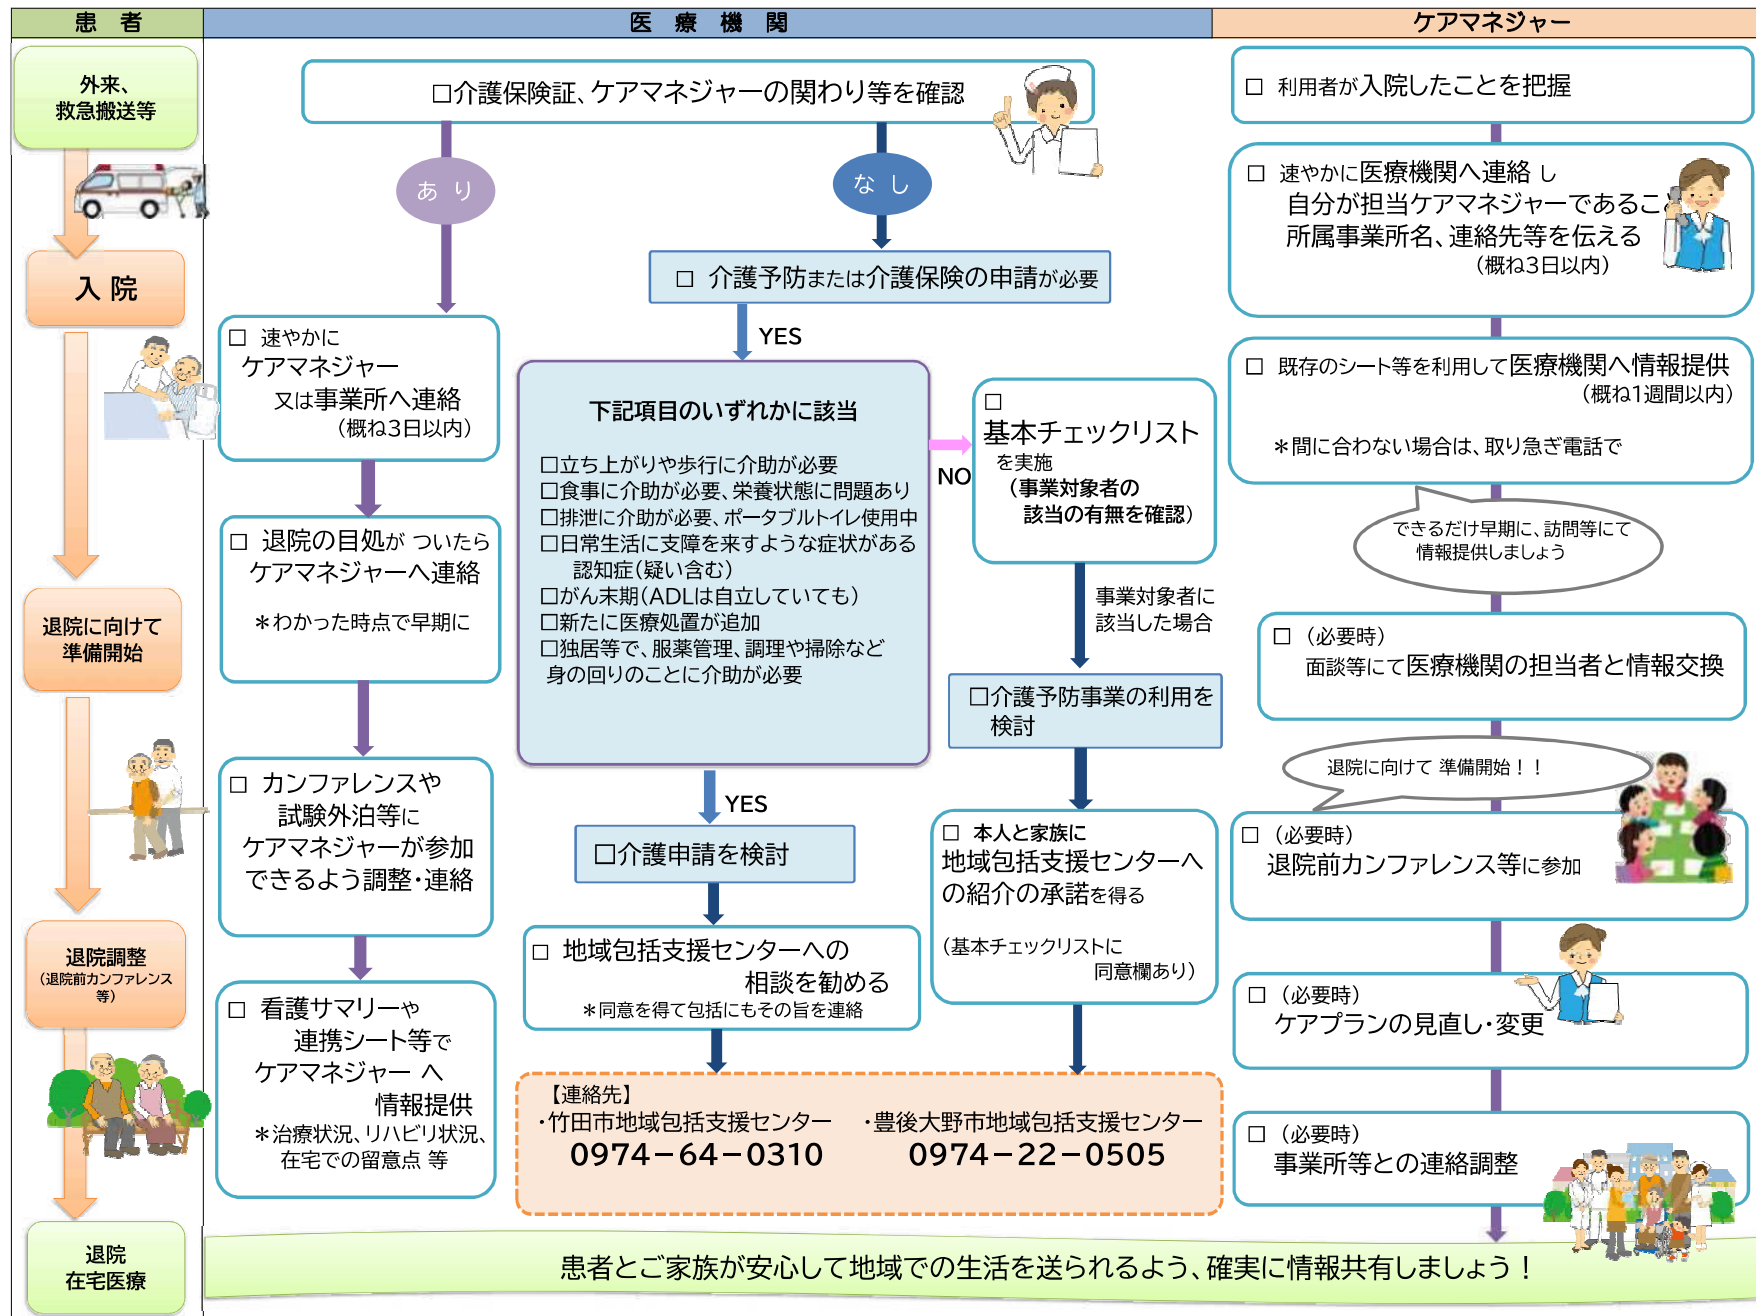 患者
医療機関
ケアマネジャー
外来、
救急搬送等
入院
退院に向けて
準備開始
退院調整
(退院前カンファレンス
等)
退院
在宅医療
□介護保険証、ケアマネジャーの関わり等を確認
あり
なし
□ 速やかに
ケアマネジャー
又は事業所へ連絡
(概ね3日以内)
□ 退院の目処が ついたら
ケアマネジャーへ連絡
*わかった時点で早期に
□ カンファレンスや
試験外泊等に
ケアマネジャーが参加
できるよう調整・連絡
□ 看護サマリーや
連携シート等で
ケアマネジャー へ
情報提供
*治療状況、リハビリ状況、
在宅での留意点 等
□ 介護予防または介護保険の申請が必要
YES
下記項目のいずれかに該当
□立ち上がりや歩行に介助が必要
□食事に介助が必要、栄養状態に問題あり
□排泄に介助が必要、ポータブルトイレ使用中
□日常生活に支障を来すような症状がある
認知症(疑い含む)
□がん末期(ADLは自立していても)
□新たに医療処置が追加
□独居等で、服薬管理、調理や掃除など
身の回りのことに介助が必要
YES
□介護申請を検討
□ 地域包括支援センターへの
相談を勧める
*同意を得て包括にもその旨を連絡
NO
□
基本チェックリスト
を実施
(事業対象者の
該当の有無を確認)
事業対象者に
該当した場合
□介護予防事業の利用を
検討
□ 本人と家族に
地域包括支援センターへ
の紹介の承諾を得る
(基本チェックリストに
同意欄あり)
【連絡先】
・竹田市地域包括支援センター
0974-64-0310
・豊後大野市地域包括支援センター
0974-22-0505
□ 利用者が入院したことを把握
□ 速やかに医療機関へ連絡 し
自分が担当ケアマネジャーであるこ
所属事業所名、連絡先等を伝える
(概ね3日以内)
□ 既存のシート等を利用して医療機関へ情報提供
(概ね1週間以内)
*間に合わない場合は、取り急ぎ電話で
できるだけ早期に、訪問等にて
情報提供しましょう
□ (必要時)
面談等にて医療機関の担当者と情報交換
退院に向けて 準備開始!!
□ (必要時)
退院前カンファレンス等に参加
□ (必要時)
ケアプランの見直し・変更
□ (必要時)
事業所等との連絡調整
患者とご家族が安心して地域での生活を送られるよう、確実に情報共有しましょう!